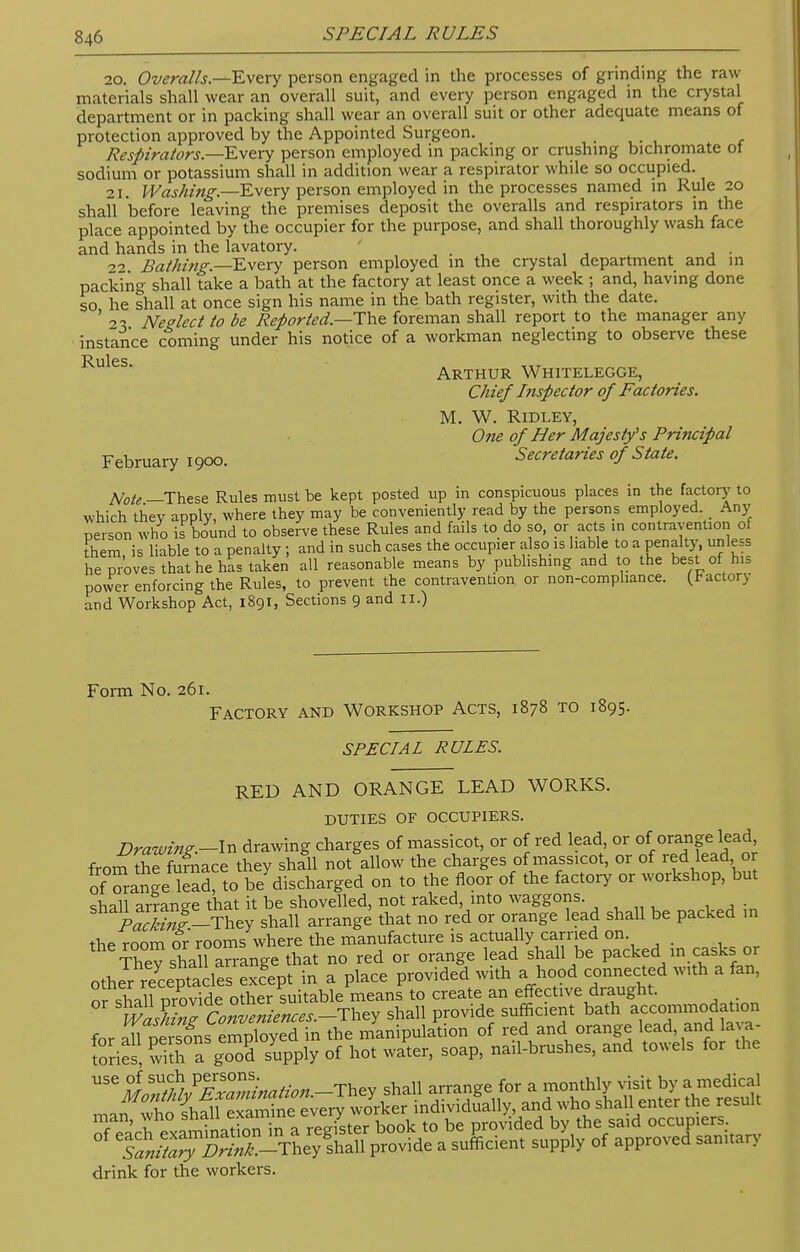 846 SPECIAL RULES
20. Overalls.—Every person engaged in the processes of grinding the raw
materials shall wear an overall suit, and every person engaged in the crystal
department or in packing shall wear an overall suit or other adequate means of
protection approved by the Appointed Surgeon.
Respirators.—Every person employed in packing or crushing bichromate of
sodium or potassium shall in addition wear a respirator while so occupied.
21. Washing.—Every person employed in the processes named in Rule 20
shall before leaving the premises deposit the overalls and respirators in the
place appointed by the occupier for the purpose, and shall thoroughly wash face
and hands in the lavatory.
22. Bathing.—Every person employed in the crystal department and in
packing shall take a bath at the factory at least once a week ; and, having done
so, he shall at once sign his name in the bath register, with the date.
23. Neglect to be Reported.—The foreman shall report to the manager any
instance coming under his notice of a workman neglecting to observe these
Rules.
ARTHUR WHITELEGGE,
Chief Inspector of Factories.
M. W. RIDLEY,
One of Her Majesty's Principal
February 1900. Secretaries of State.
Note.—These Rules must be kept posted up in conspicuous places in the factory to
which they apply, where they may be conveniently read by the persons employed. Any
person who is bound to observe these Rules and fails to do so, or acts in contravention of
them, is liable to a penalty ; and in such cases the occupier also is liable to a penalty, unless
he proves that he has taken all reasonable means by publishing and to the best of his
power enforcing the Rules, to prevent the contravention or non-compliance. (Factory
and Workshop Act, 1891, Sections 9 and 11.)
Form No. 261.
FACTORY AND WORKSHOP ACTS, 1878 TO 1895.
SPECIAL RULES.
RED AND ORANGE LEAD WORKS.
DUTIES OF OCCUPIERS.
Drawing.—In drawing charges of massicot, or of red lead, or of orange lead,
from the furnace they shall not allow the charges of massicot, or of red lead, or
of orange lead, to be discharged on to the floor of the factory or workshop, but
shall arrange that it be shovelled, not raked, into waggons.
Packing.—They shall arrange that no red or orange lead shall be packed in
the room or rooms where the manufacture is actually carried on.
They shall arrange that no red or orange lead shall be packed in casks or
other receptacles except in a place provided with a hood connected with a fan,
or shall provide other suitable means to create an effective draught.
Washing Conveniences.—They shall provide sufficient bath accommodation
for all persons employed in the manipulation of red and orange lead, and lava-
tories, with a good supply of hot water, soap, nail-brushes, and towels for the
use of such persons.
Monthly Examination.—They shall arrange for a monthly visit by a medical
man, who shall examine every worker individually, and who shall enter the result
of each examination in a register book to be provided by the said occupiers.
Sanitary Drink.—They shall provide a sufficient supply of approved sanitary
drink for the workers.